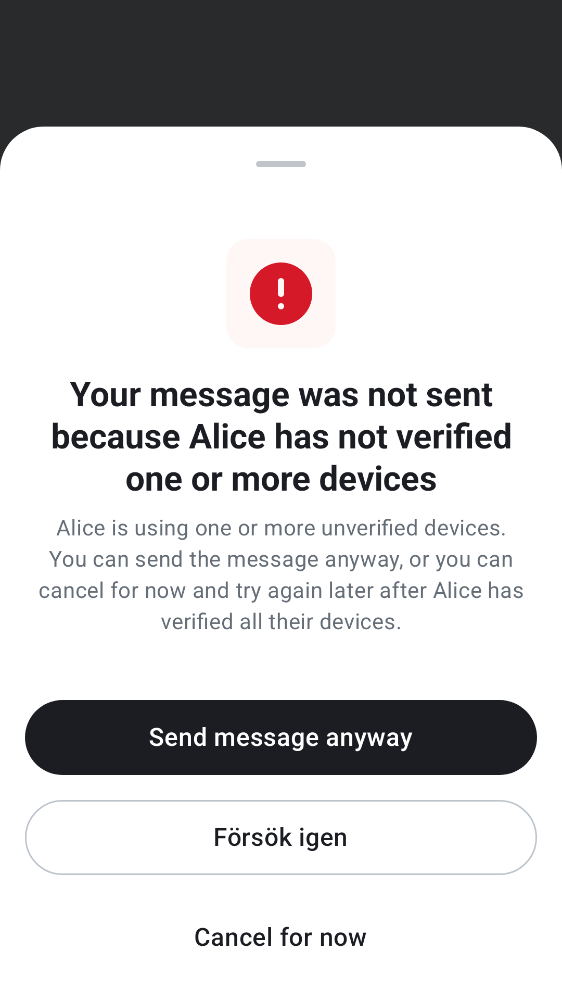 Your message was not sent
because Alice has not verified
one or more devices
Alice is using one or more unverified devices.
You can send the message anyway, or you can
cancel for now and try again later after Alice has
verified all their devices.
Send message anyway
Försök igen
Cancel for now